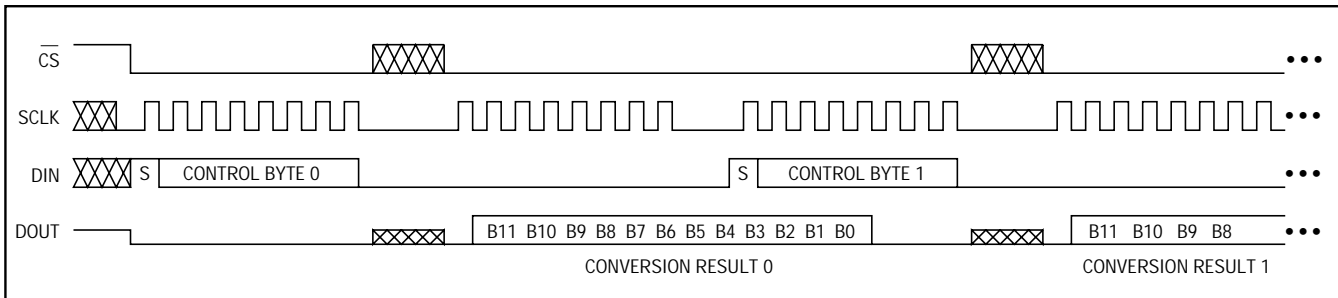 CS
SCLK
DIN S CONTROL BYTE 0 S CONTROL BYTE 1
DOUT B11 B10 B9 B8 B7 B6 B5 B4 B3 B2 B1 B0 B11 B10 B9 B8
CONVERSION RESULT 0 CONVERSION RESULT 1